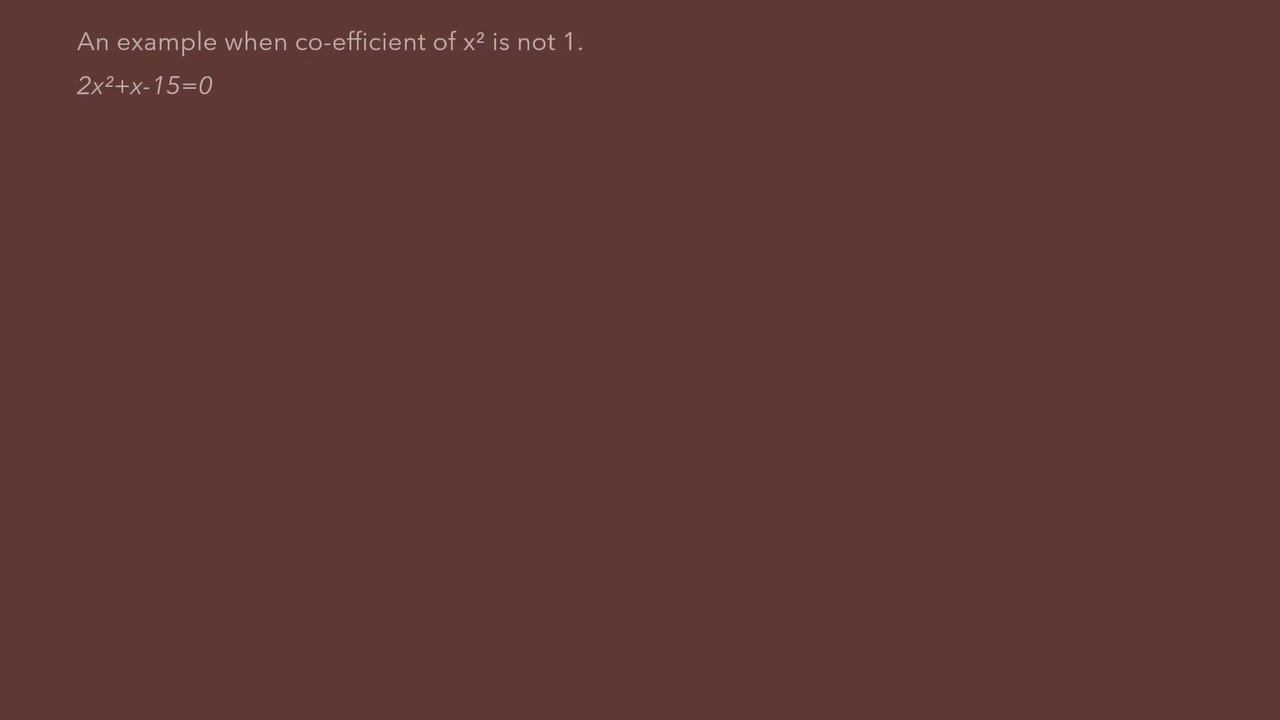 An example when co-efficient of x² is not 1.
2x²+x-15=0